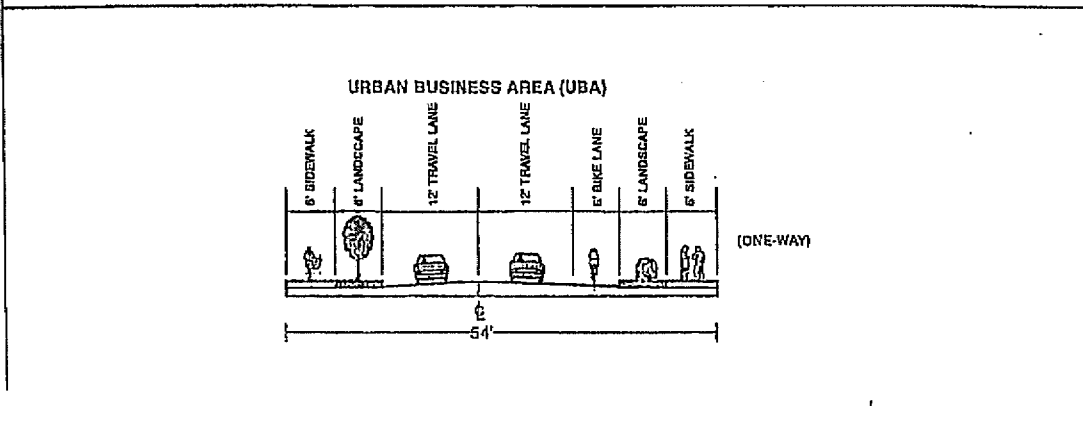 URBAN BUSINESS AREA (UBA)
6' SIDEWALK
6' LANDSCAPE
12' TRAVEL LANE
12' TRAVEL LANE
6' BIKE LANE
6' LANDSCAPE
6' SIDEWALK
(ONE-WAY)
℄
54'